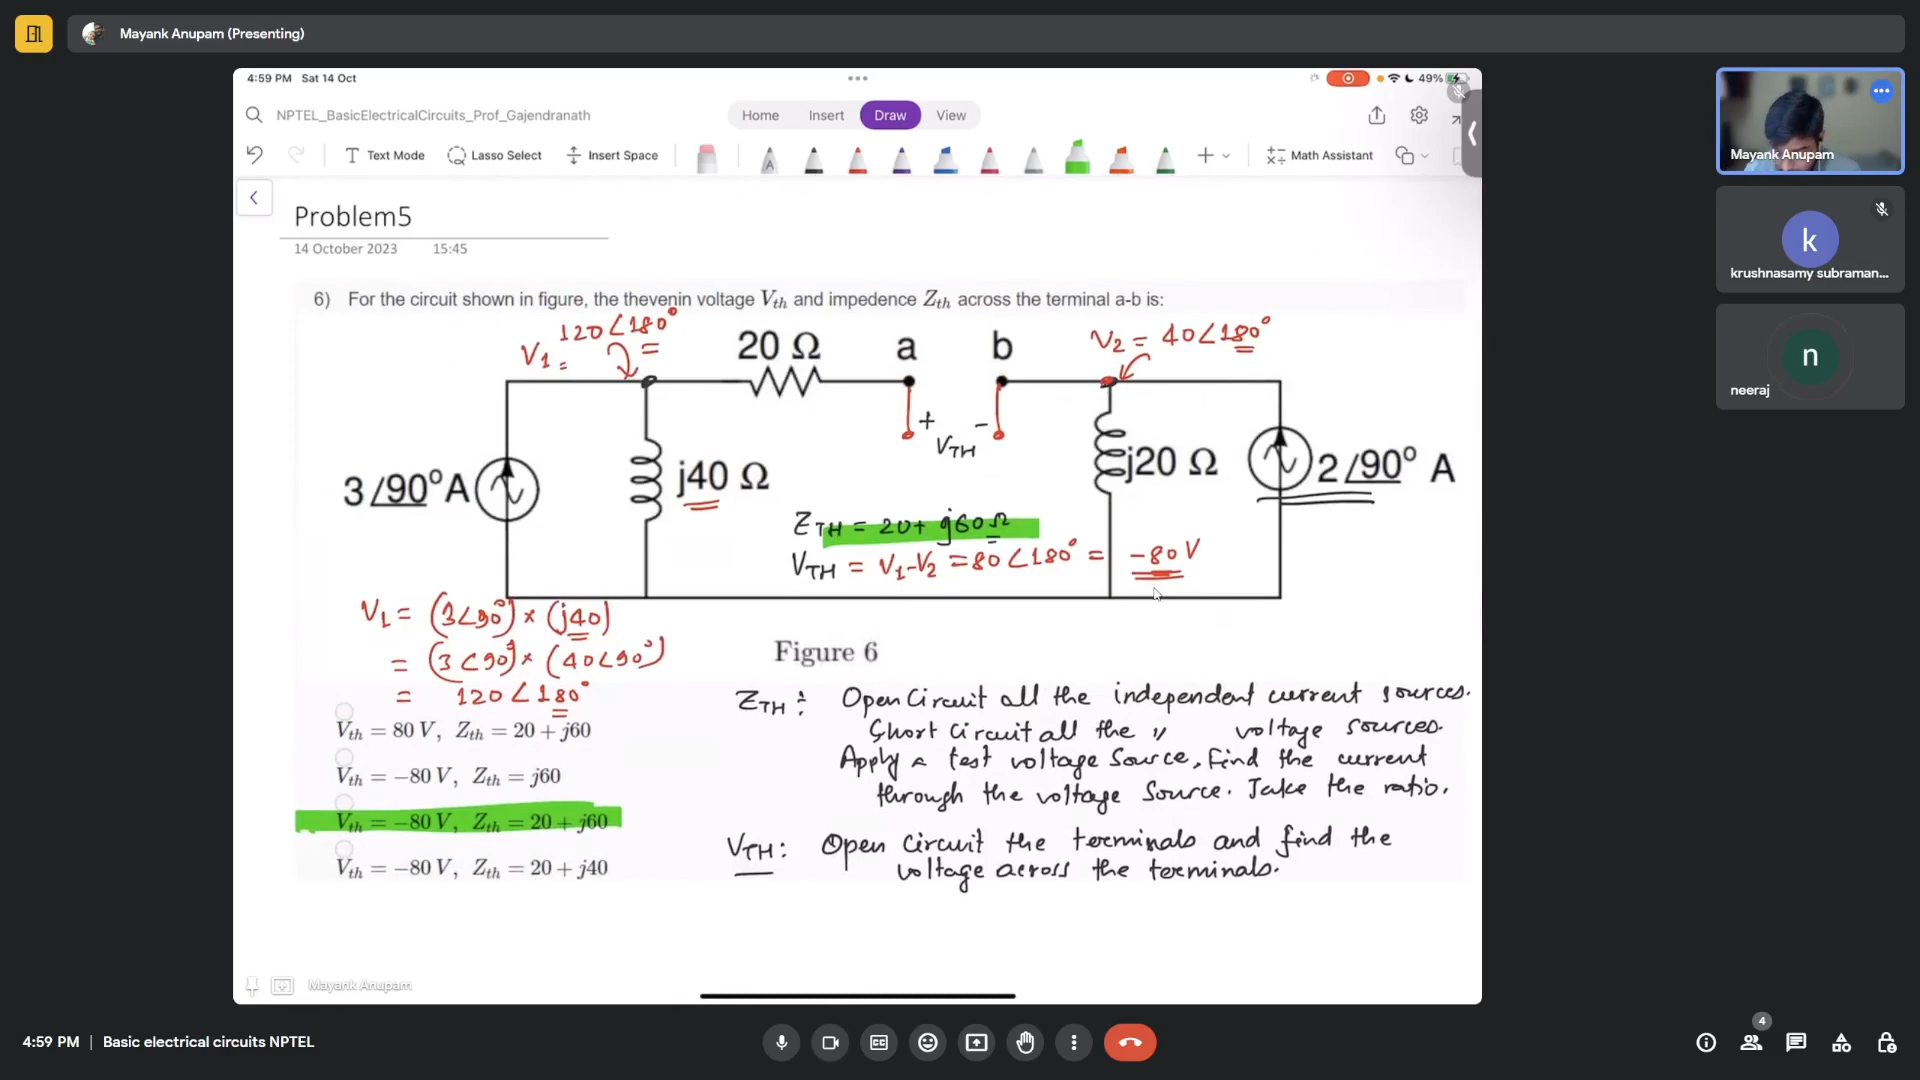 Mayank Anupam (Presenting)
4:59 PM Sat 14 Oct
49%
NPTEL_BasicElectricalCircuits_Prof_Gajendranath
Home Insert Draw View
Text Mode Lasso Select Insert Space
Math Assistant
Problem5
14 October 2023 15:45
6) For the circuit shown in figure, the thevenin voltage Vth and impedence Zth across the terminal a-b is:
V1 = 120∠180°
V2 = 40∠180°
20 Ω a b
+ VTH -
3/90°A
j40 Ω
j20 Ω
2/90° A
ZTH = 20+ j60 Ω
VTH = V1-V2 = 80∠180° = -80 V
V1 = (3∠90°) × (j40)
= (3∠90°) × (40∠90°)
= 120∠180°
Figure 6
Vth = 80 V, Zth = 20 + j60
Vth = −80 V, Zth = j60
Vth = −80 V, Zth = 20 + j60
Vth = −80 V, Zth = 20 + j40
ZTH : Open Circuit all the independent current sources.
Short Circuit all the " voltage sources.
Apply a test voltage source, find the current
through the voltage source. Take the ratio.
VTH : Open Circuit the terminals and find the
voltage across the terminals.
Mayank Anupam
Mayank Anupam
k
krushnasamy subraman...
n
neeraj
4:59 PM | Basic electrical circuits NPTEL
CC
4